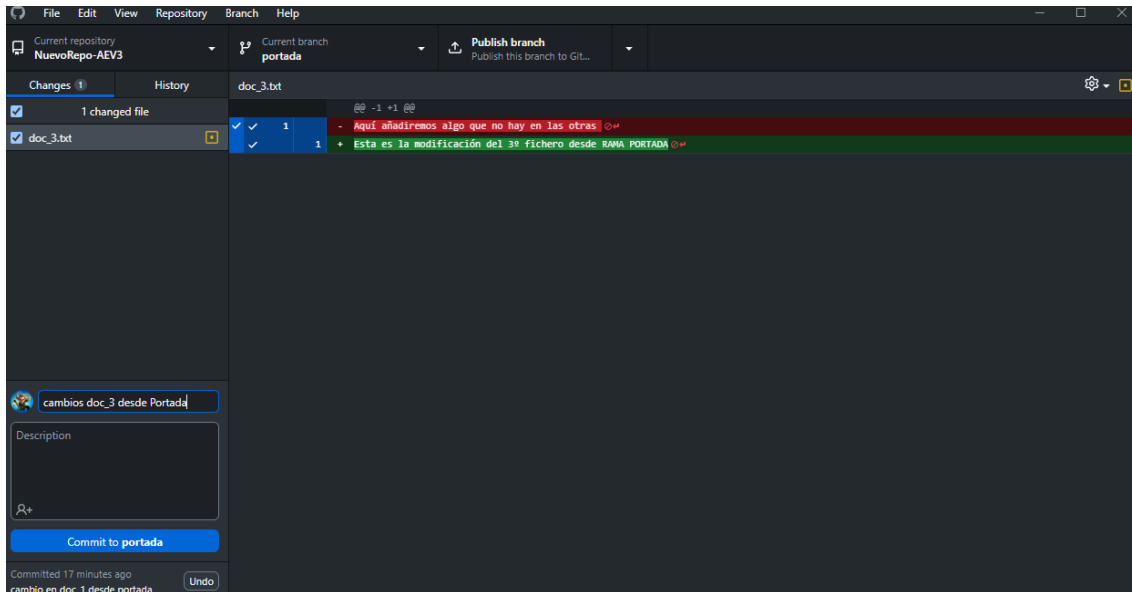 File Edit View Repository Branch Help
Current repository
NuevoRepo-AEV3
Current branch
portada
Publish branch
Publish this branch to Git...
Changes 1 History
doc_3.txt
1 changed file
doc_3.txt
@@ -1 +1 @@
1 - Aquí añadiremos algo que no hay en las otras
1 + Esta es la modificación del 3º fichero desde RAMA PORTADA
cambios doc_3 desde Portada
Description
Commit to portada
Committed 17 minutes ago
Undo
cambio en doc_1 desde portada